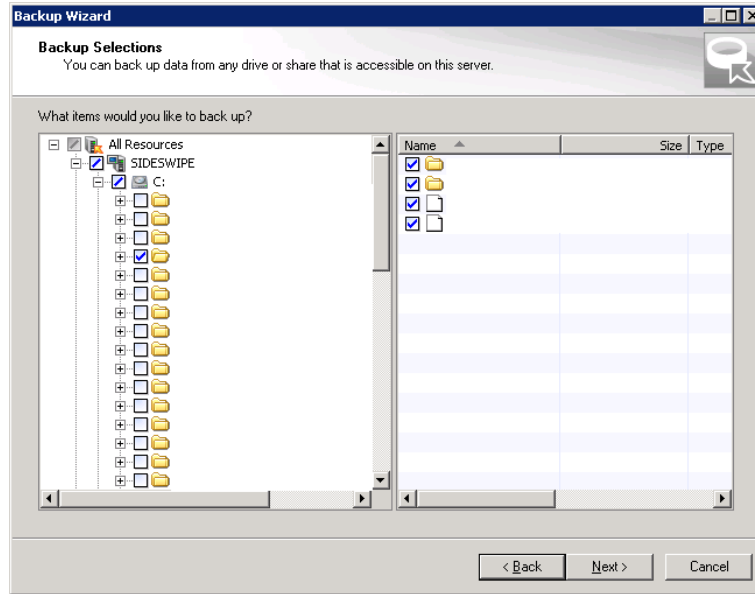 Backup Wizard
Backup Selections
You can back up data from any drive or share that is accessible on this server.
What items would you like to back up?
All Resources
SIDESWIPE
C:
Name Size Type
< Back Next > Cancel